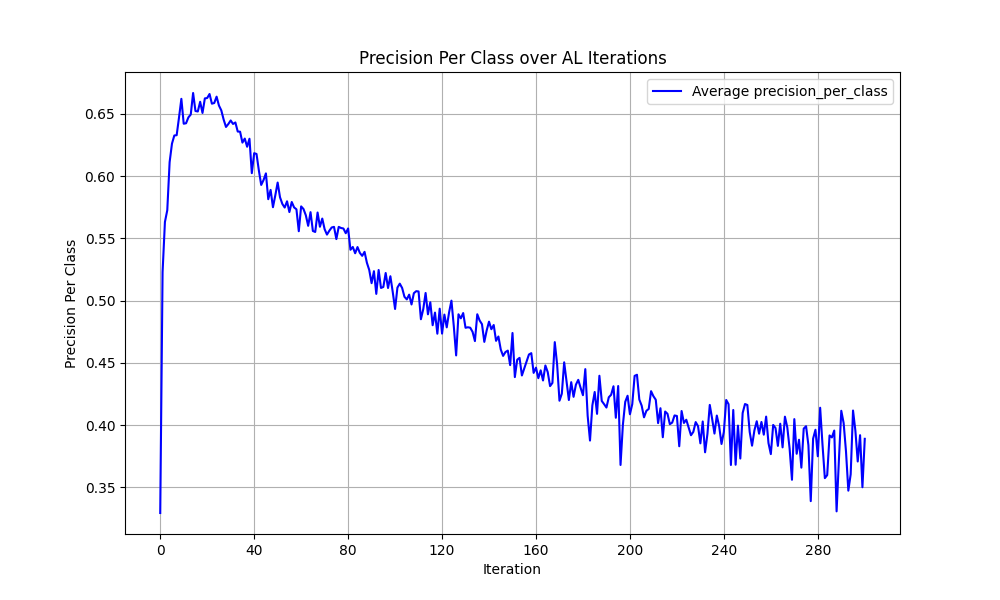 Precision Per Class over AL Iterations
Average precision_per_class
Precision Per Class
0.65
0.60
0.55
0.50
0.45
0.40
0.35
0 40 80 120 160 200 240 280
Iteration